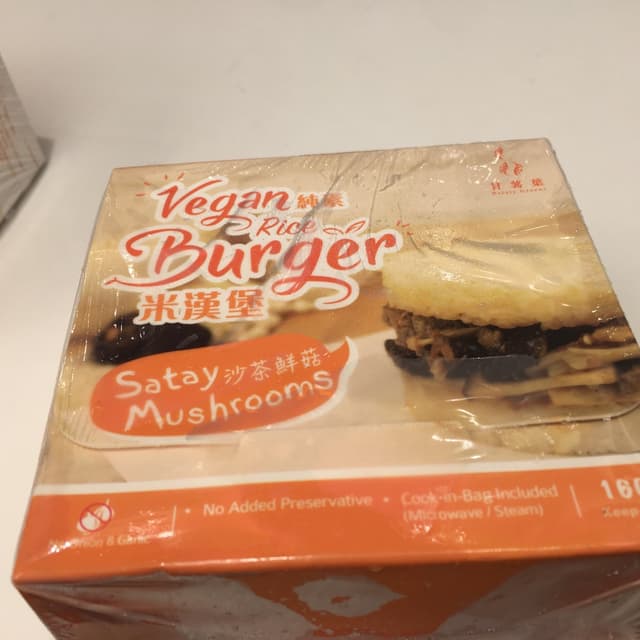 Vegan 純素
Rice
Burger
米漢堡
Satay 沙茶鮮菇
Mushrooms
• No Added Preservative
• Cook-in-Bag Included
(Microwave / Steam)
160
Keep